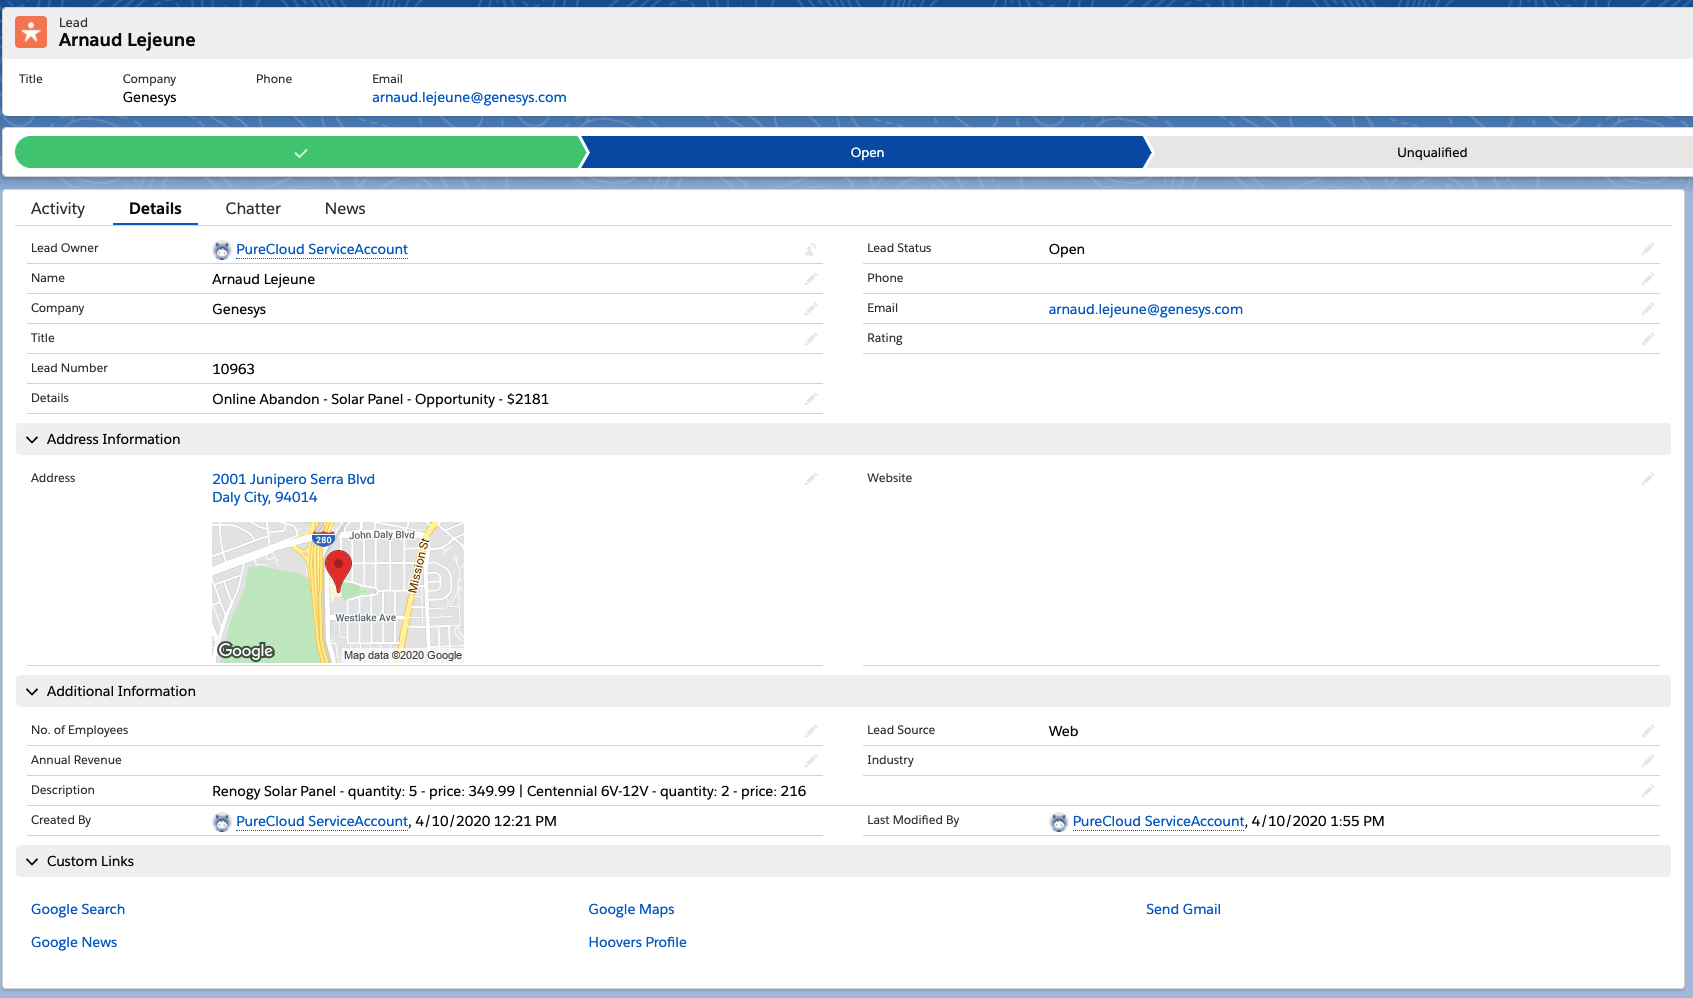 Lead
Arnaud Lejeune
Title
Company
Genesys
Phone
Email
arnaud.lejeune@genesys.com
Open
Unqualified
Activity
Details
Chatter
News
Lead Owner
PureCloud ServiceAccount
Lead Status
Open
Name
Arnaud Lejeune
Phone
Company
Genesys
Email
arnaud.lejeune@genesys.com
Title
Rating
Lead Number
10963
Details
Online Abandon - Solar Panel - Opportunity - $2181
Address Information
Address
2001 Junipero Serra Blvd
Daly City, 94014
Website
280
John Daly Blvd
Mission St
Westlake Ave
Google
Map data ©2020 Google
Additional Information
No. of Employees
Lead Source
Web
Annual Revenue
Industry
Description
Renogy Solar Panel - quantity: 5 - price: 349.99 | Centennial 6V-12V - quantity: 2 - price: 216
Created By
PureCloud ServiceAccount, 4/10/2020 12:21 PM
Last Modified By
PureCloud ServiceAccount, 4/10/2020 1:55 PM
Custom Links
Google Search
Google Maps
Send Gmail
Google News
Hoovers Profile